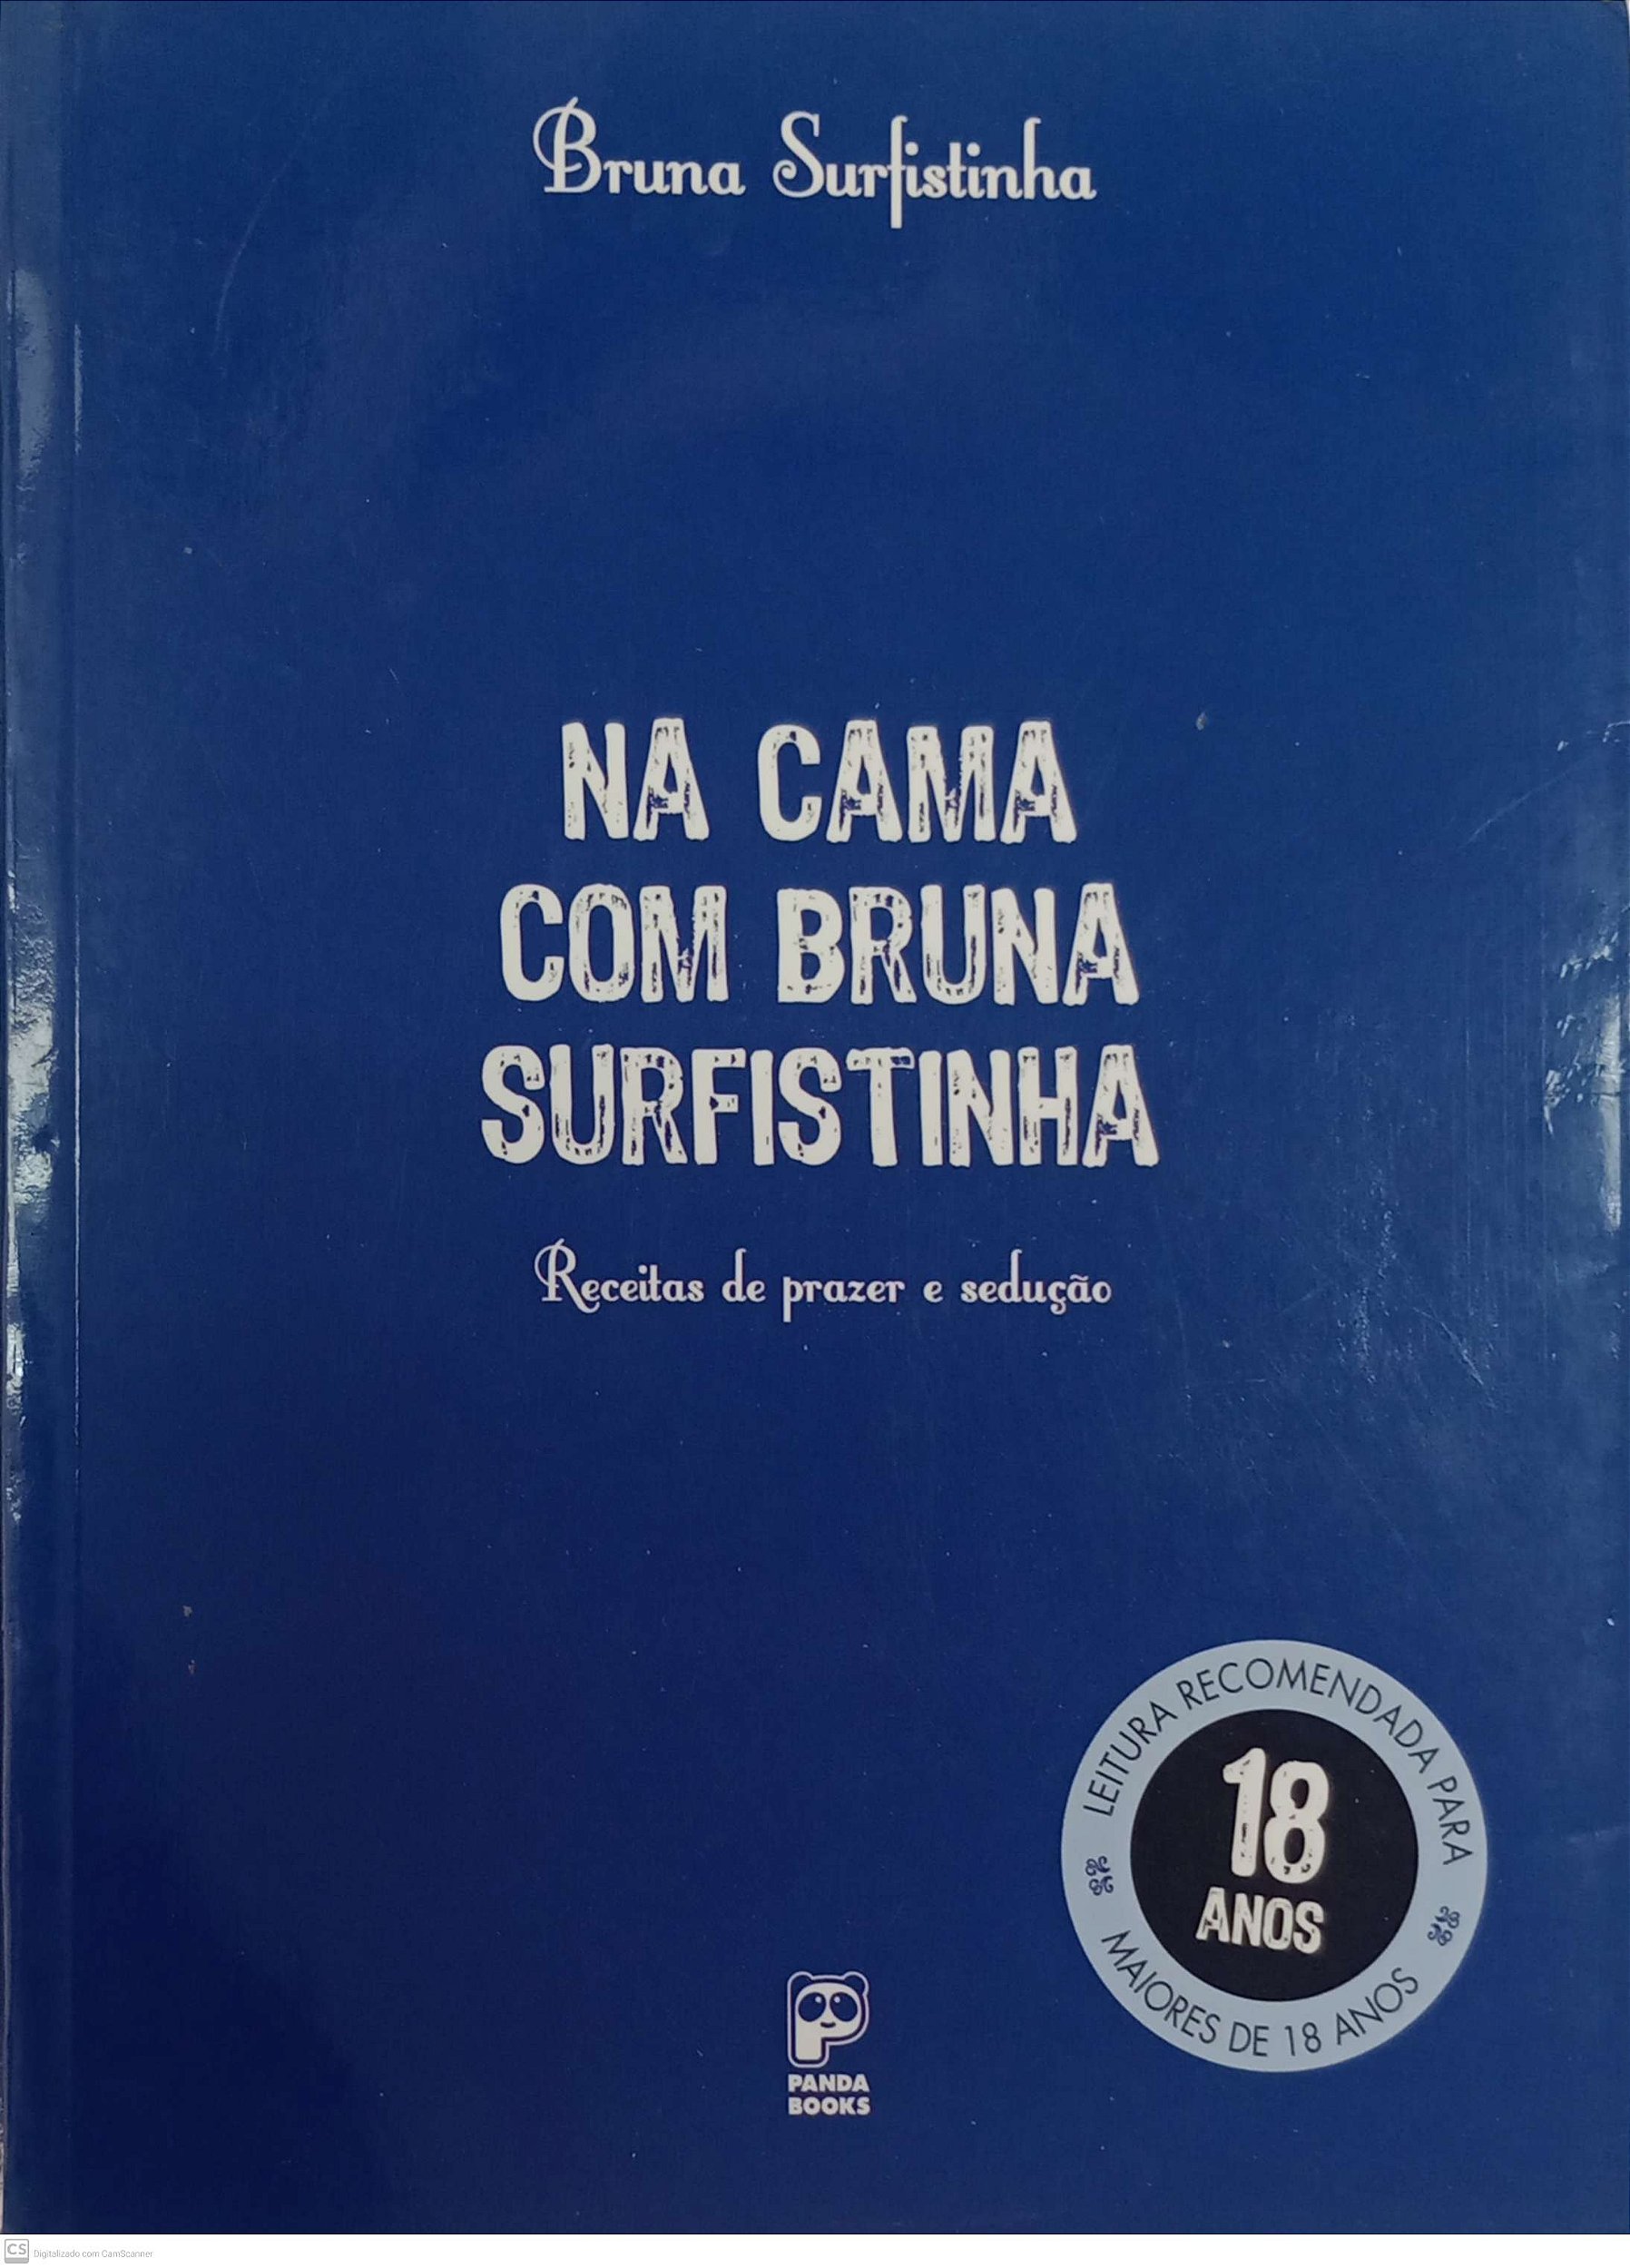 Bruna Surfistinha
NA CAMA
COM BRUNA
SURFISTINHA
Receitas de prazer e sedução
LEITURA RECOMENDADA PARA
18
ANOS
MAIORES DE 18 ANOS
PANDA
BOOKS
CS Digitalizado com CamScanner